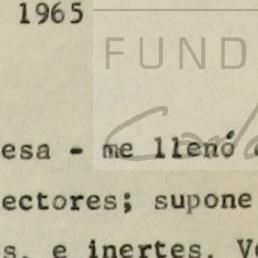 1965
FUND
esa - me llenó
ectores; supone
s, e inertes. V